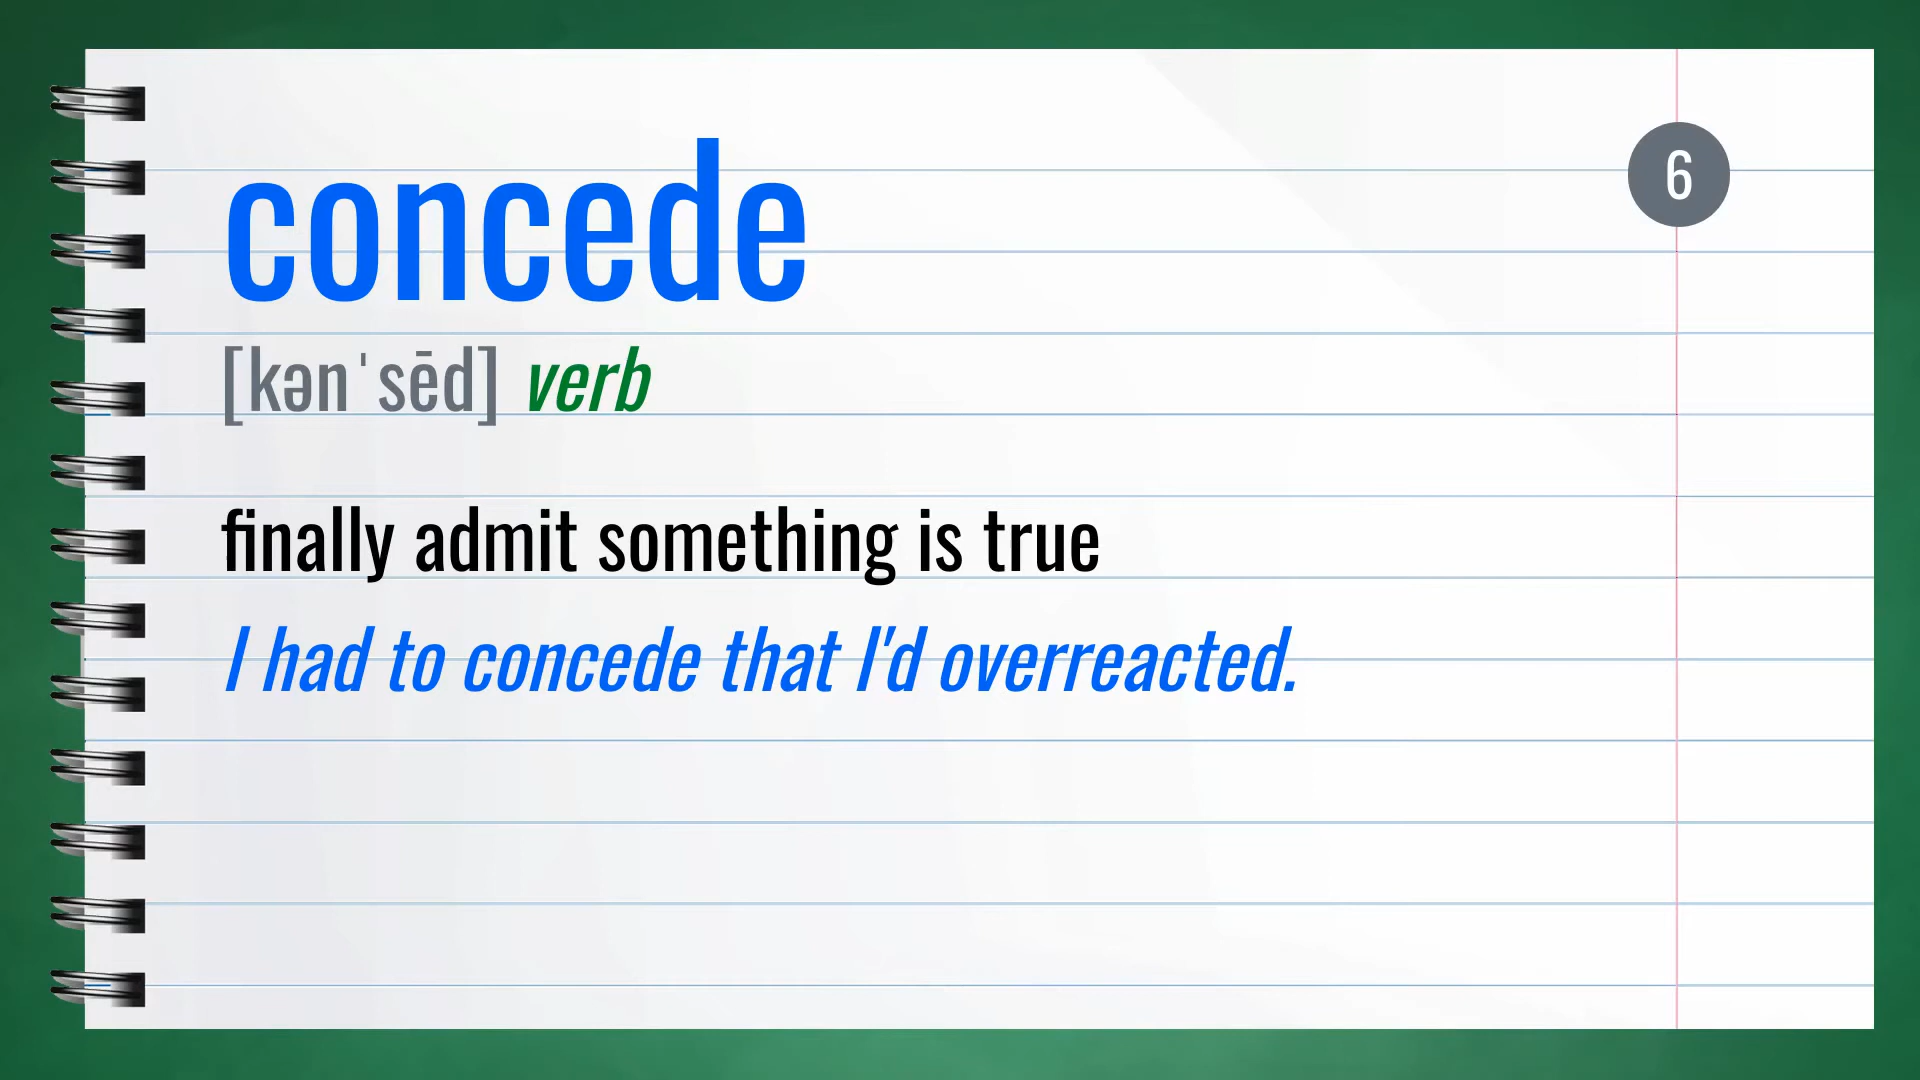 concede
6
[kənˈsēd] verb
finally admit something is true
I had to concede that I'd overreacted.